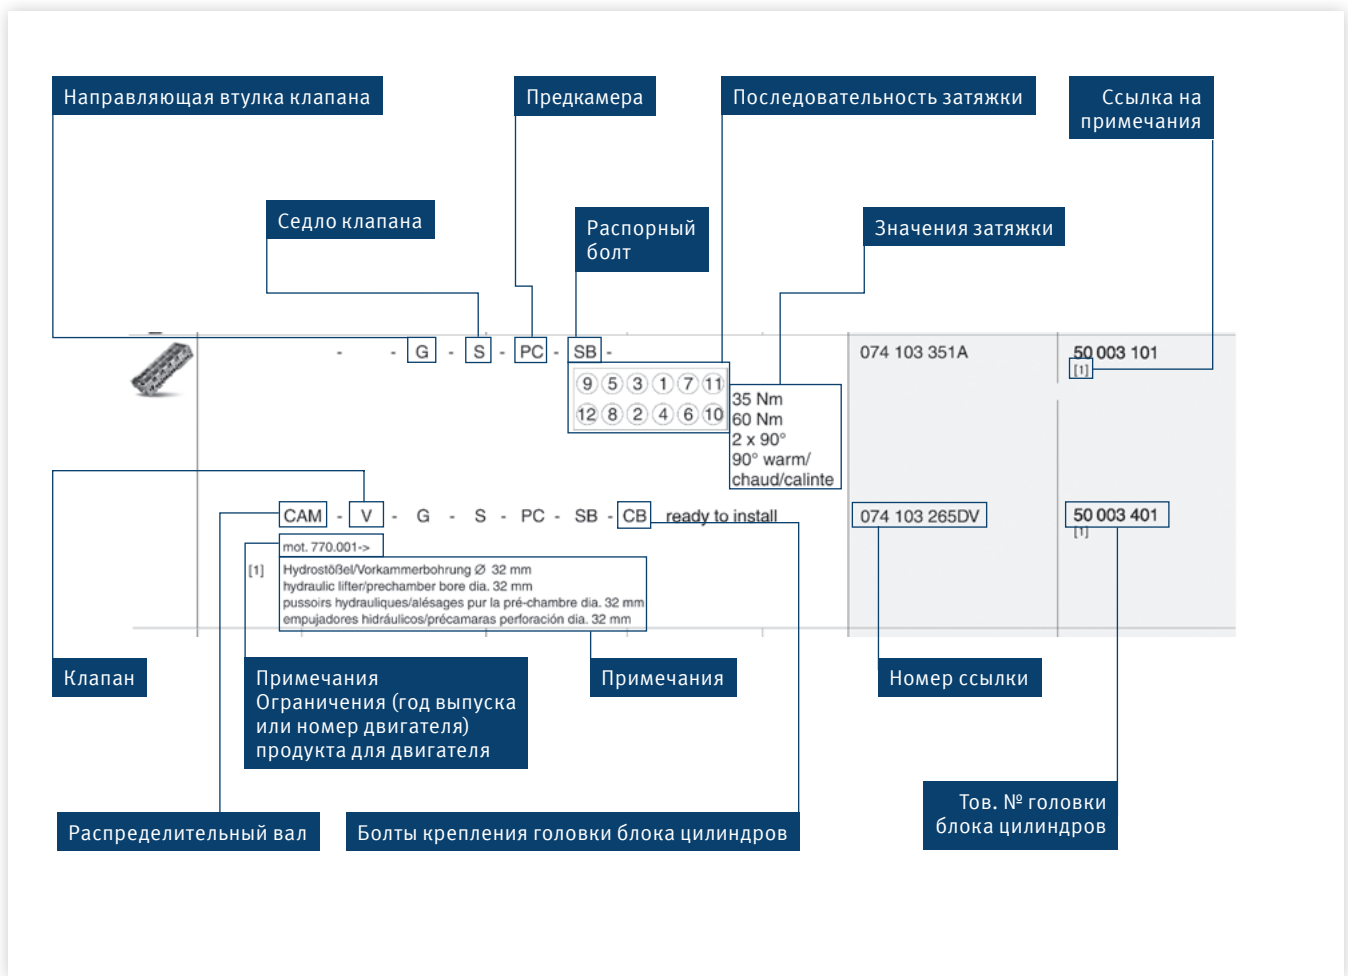 Направляющая втулка клапана
Предкамера
Последовательность затяжки
Ссылка на
примечания
Седло клапана
Распорный
болт
Значения затяжки
- - G - S - PC - SB -
074 103 351A
50 003 101
[1]
9 5 3 1 7 11
12 8 2 4 6 10
35 Nm
60 Nm
2 x 90°
90° warm/
chaud/calinte
CAM - V - G - S - PC - SB - CB ready to install
074 103 265DV
50 003 401
[1]
mot. 770.001->
[1] Hydrostößel/Vorkammerbohrung Ø 32 mm
hydraulic lifter/prechamber bore dia. 32 mm
pussoirs hydrauliques/alésages pur la pré-chambre dia. 32 mm
empujadores hidráulicos/précamaras perforación dia. 32 mm
Клапан
Примечания
Ограничения (год выпуска
или номер двигателя)
продукта для двигателя
Примечания
Номер ссылки
Тов. № головки
блока цилиндров
Распределительный вал
Болты крепления головки блока цилиндров